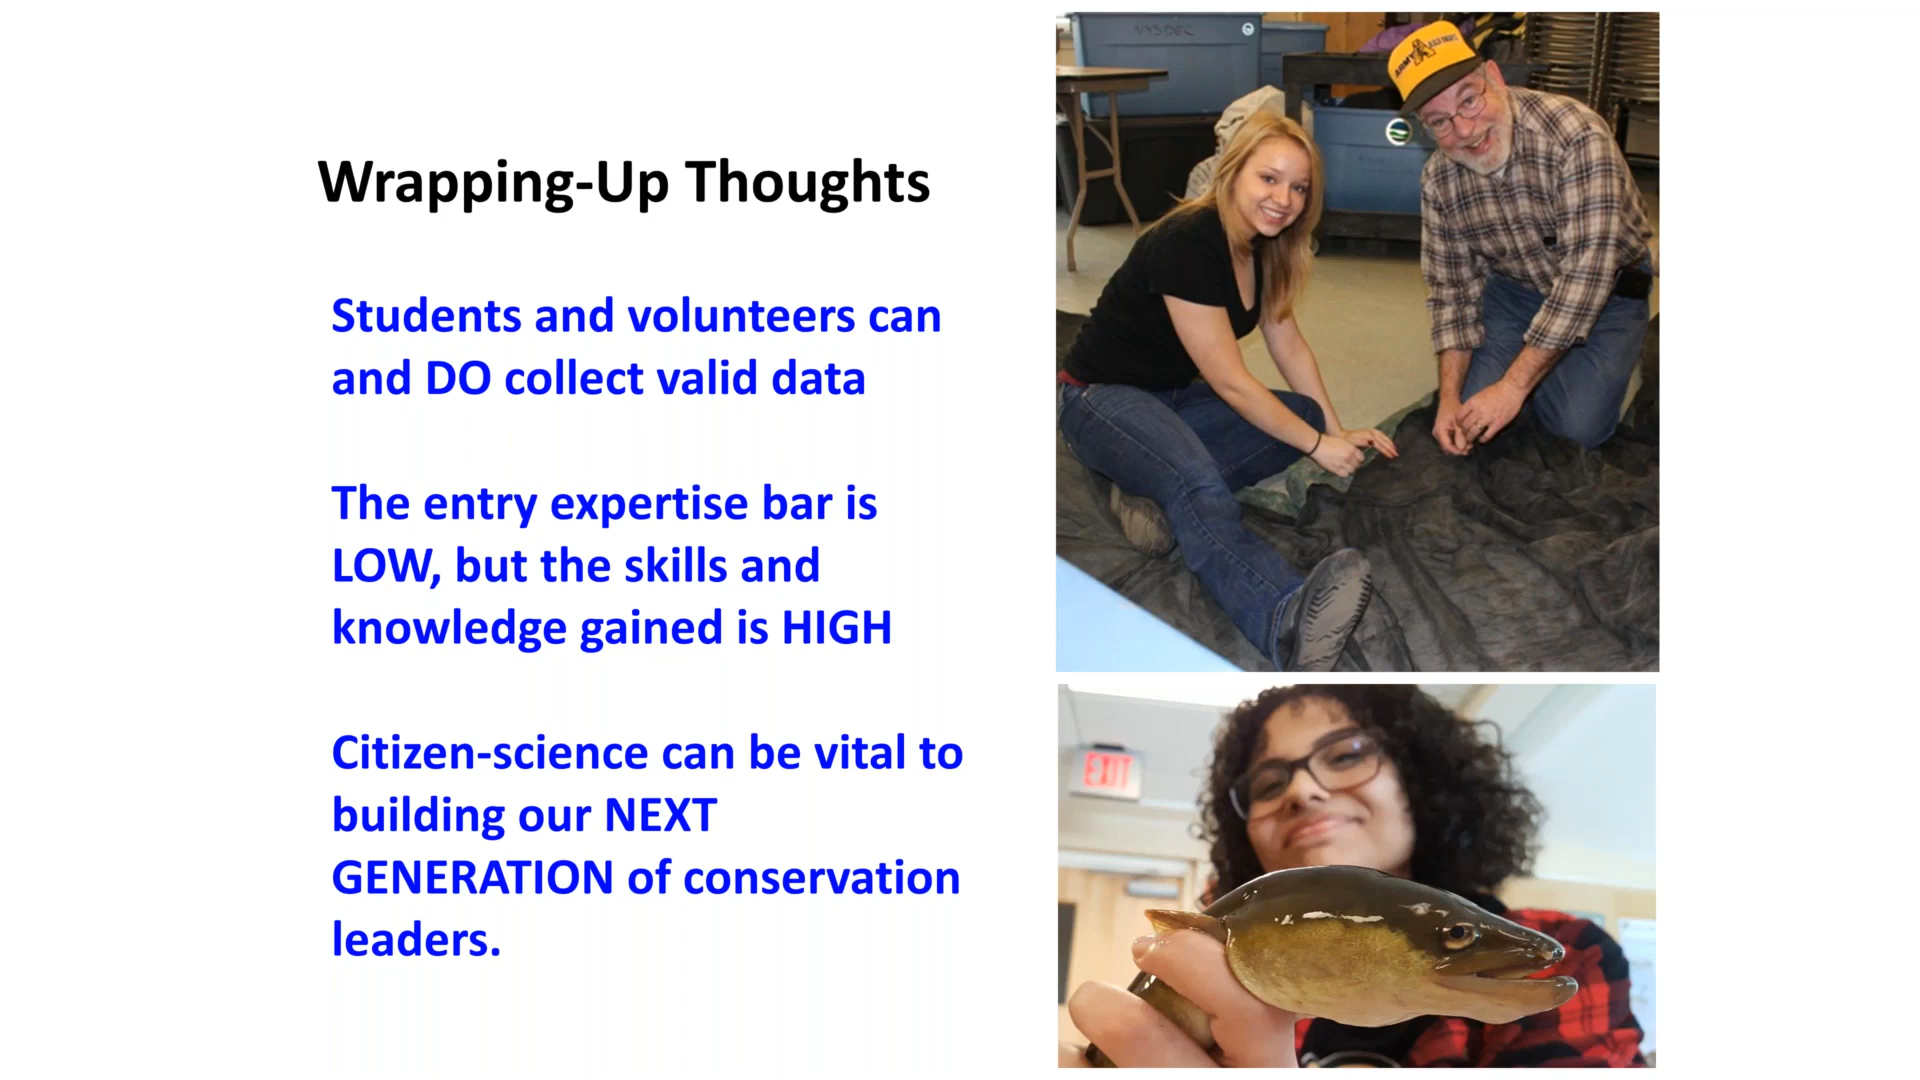 Wrapping-Up Thoughts
Students and volunteers can
and DO collect valid data
The entry expertise bar is
LOW, but the skills and
knowledge gained is HIGH
Citizen-science can be vital to
building our NEXT
GENERATION of conservation
leaders.
NYSDEC
ARMY
EXIT